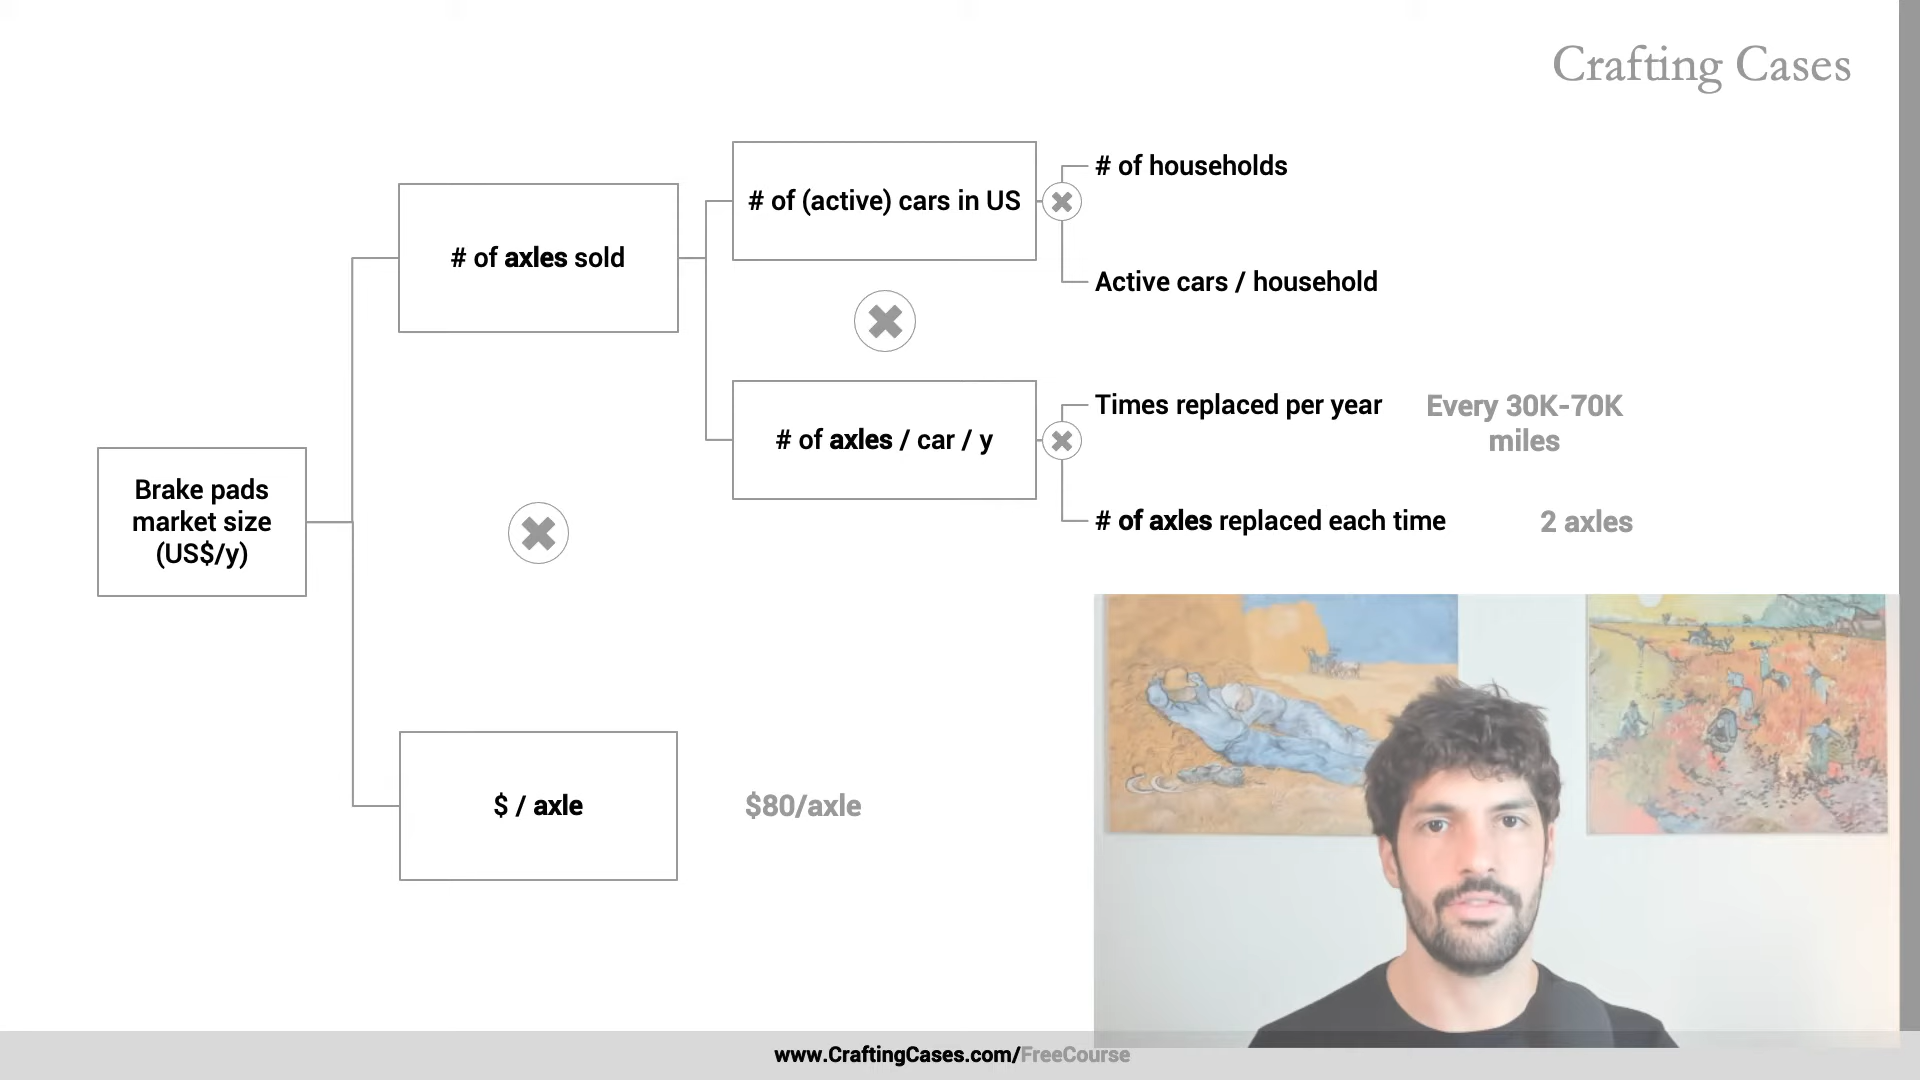 Crafting Cases
# of households
# of (active) cars in US
Active cars / household
# of axles sold
Times replaced per year
Every 30K-70K
miles
# of axles / car / y
# of axles replaced each time
2 axles
Brake pads
market size
(US$/y)
$ / axle
$80/axle
www.CraftingCases.com/FreeCourse